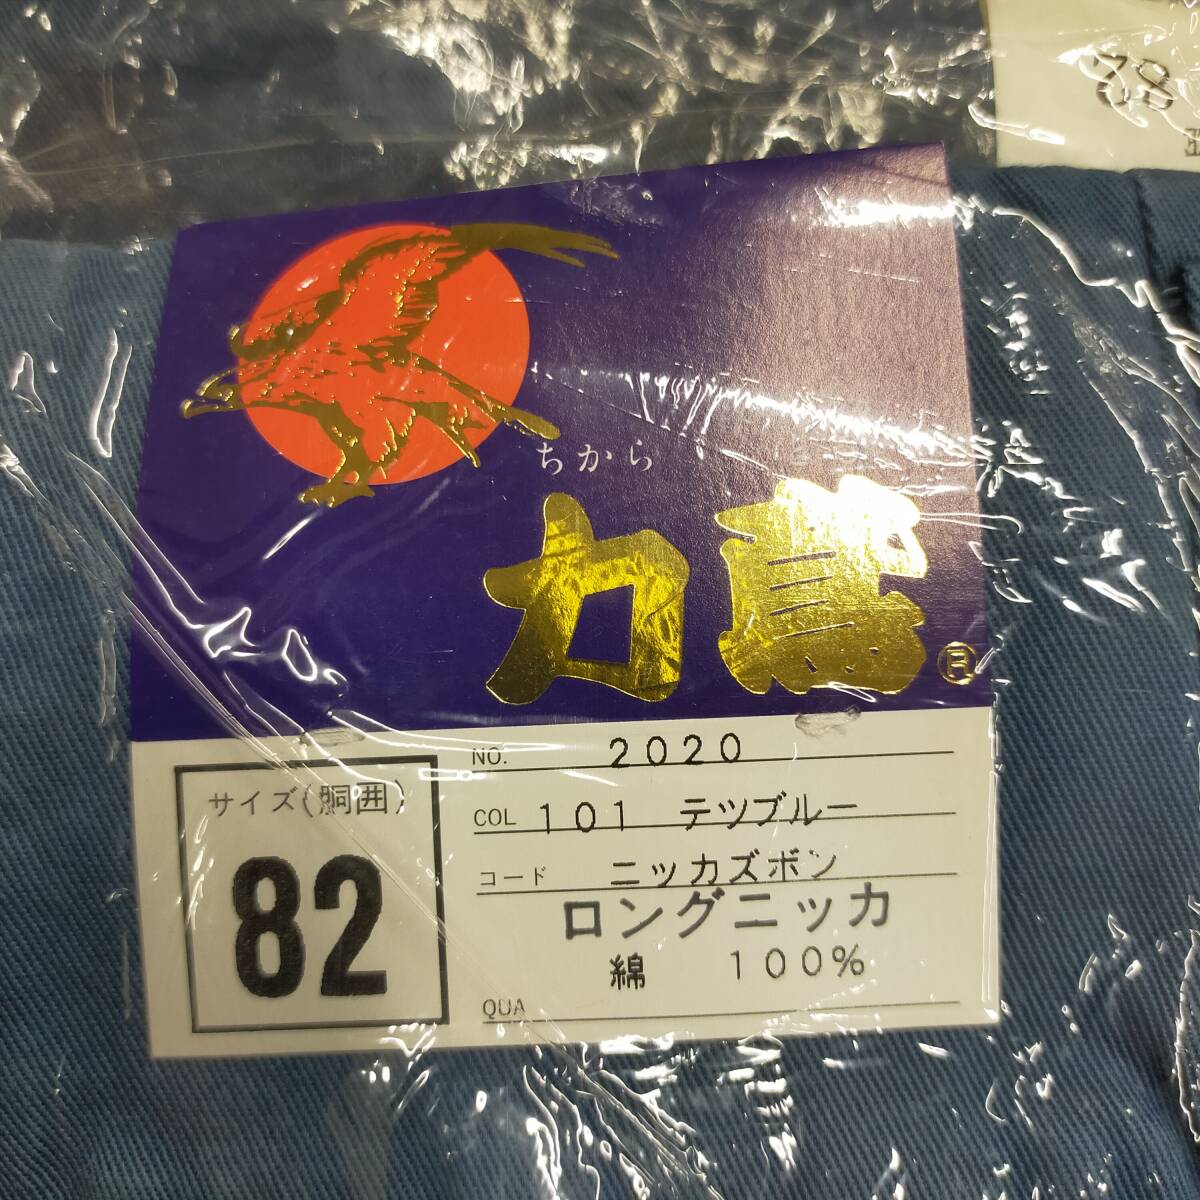 ちから
力鳶®
サイズ(胴囲)
82
NO. 2020
COL 101 テツブルー
コード ニッカズボン
ロングニッカ
綿 100%
QUA